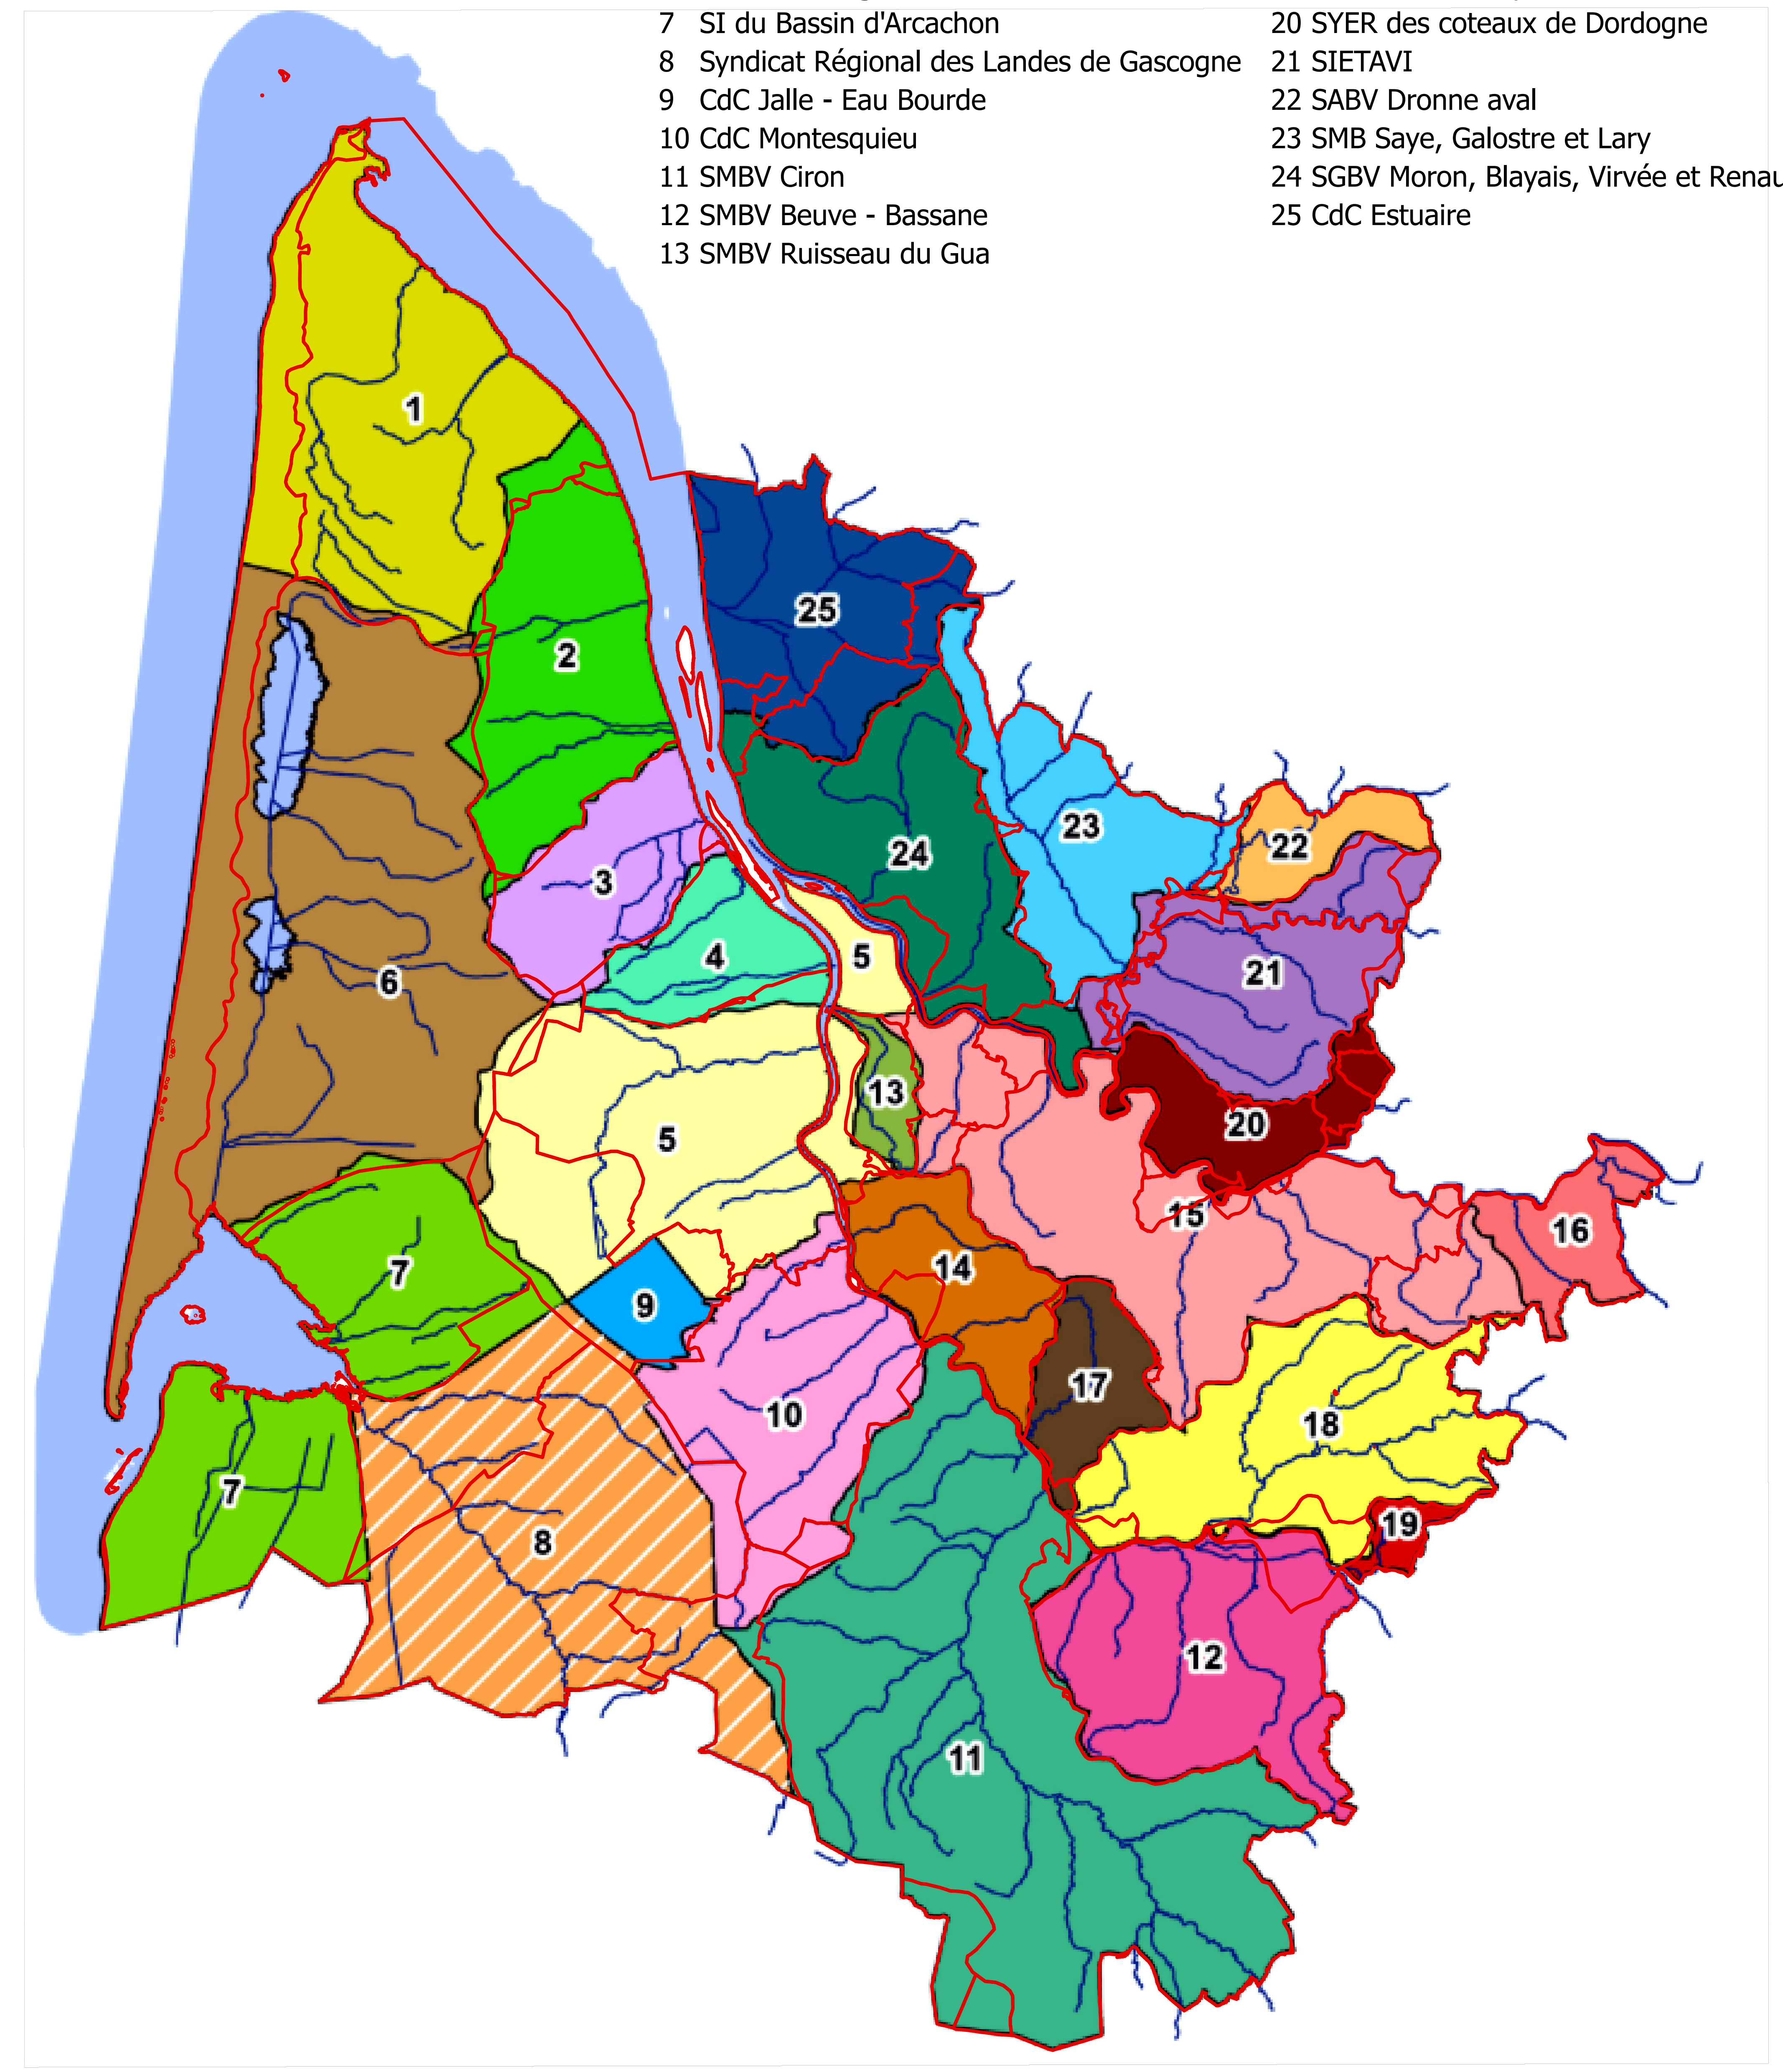 7 SI du Bassin d'Arcachon
8 Syndicat Régional des Landes de Gascogne
9 CdC Jalle - Eau Bourde
10 CdC Montesquieu
11 SMBV Ciron
12 SMBV Beuve - Bassane
13 SMBV Ruisseau du Gua
20 SYER des coteaux de Dordogne
21 SIETAVI
22 SABV Dronne aval
23 SMB Saye, Galostre et Lary
24 SGBV Moron, Blayais, Virvée et Renau
25 CdC Estuaire
1
25
2
23
22
24
3
4
5
21
6
13
20
5
15
16
7
14
9
17
10
18
7
19
8
12
11